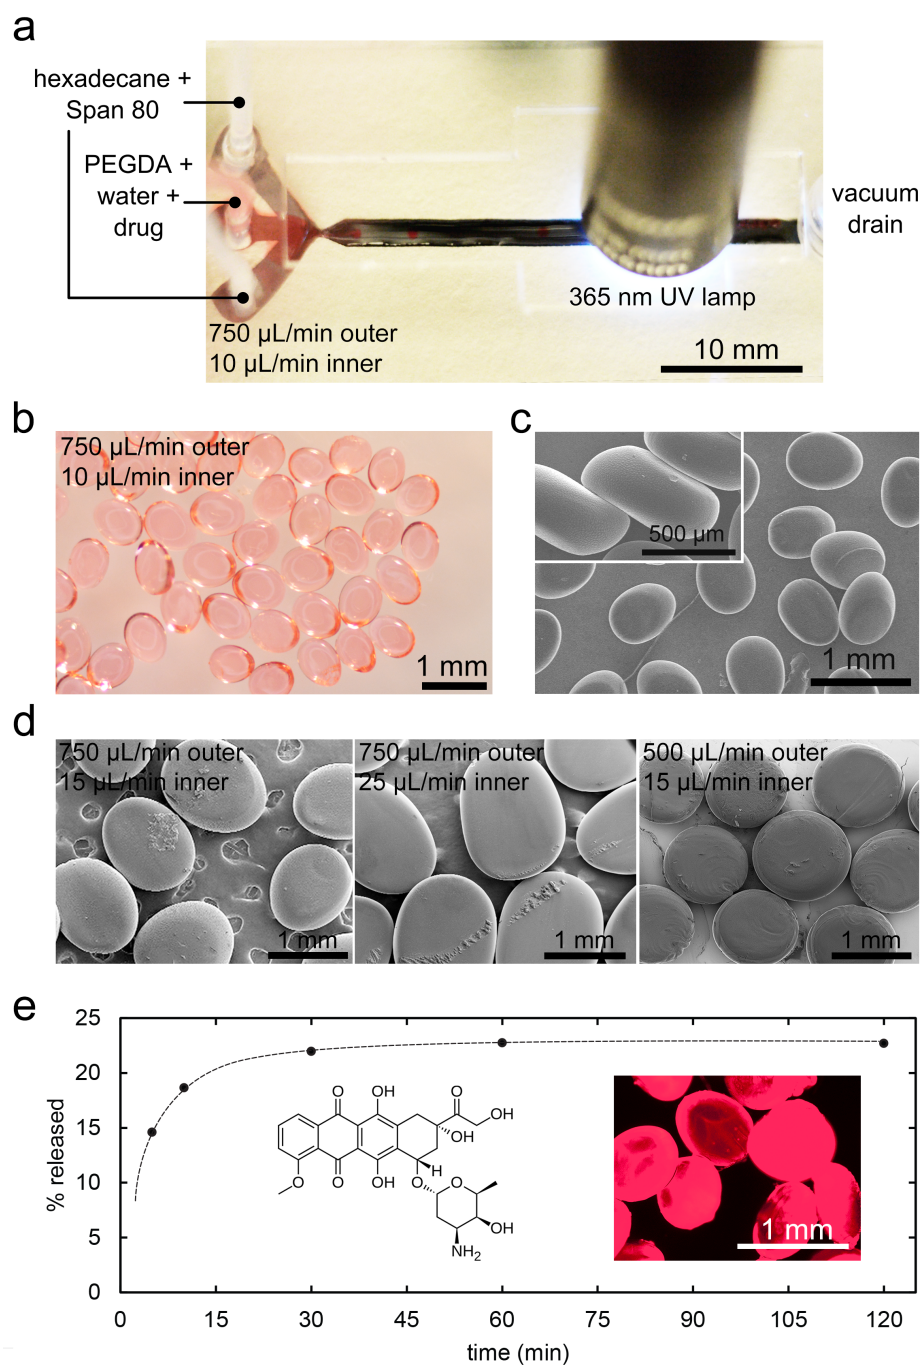 a
hexadecane +
Span 80
PEGDA +
water +
drug
vacuum
drain
365 nm UV lamp
750 µL/min outer
10 µL/min inner
10 mm
b
750 µL/min outer
10 µL/min inner
1 mm
c
500 µm
1 mm
d
750 µL/min outer
15 µL/min inner
1 mm
750 µL/min outer
25 µL/min inner
1 mm
500 µL/min outer
15 µL/min inner
1 mm
e
25
20
15
10
5
0
% released
O
OH
O
OH
OH
O
O
OH
O
H
O
OH
NH2
1 mm
0
15
30
45
60
75
90
105
120
time (min)